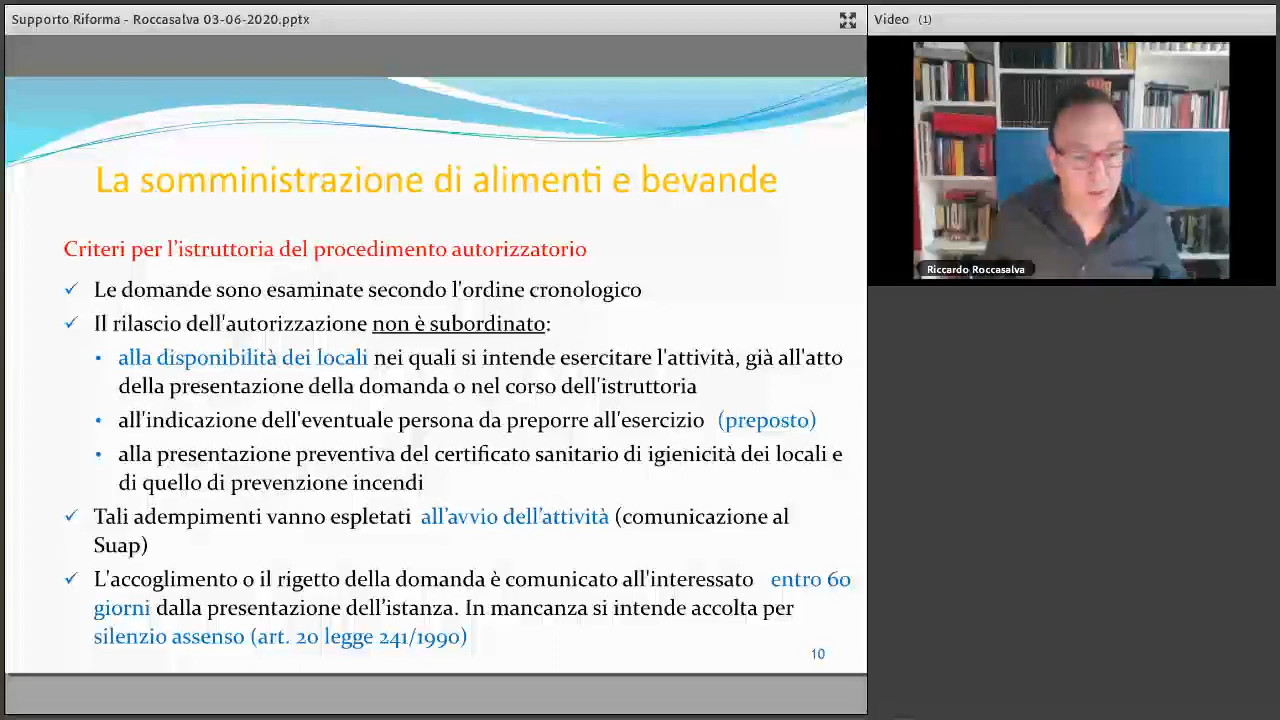 Supporto Riforma - Roccasalva 03-06-2020.pptx
Video (1)
Riccardo Roccasalva
La somministrazione di alimenti e bevande
Criteri per l’istruttoria del procedimento autorizzatorio
✓ Le domande sono esaminate secondo l'ordine cronologico
✓ Il rilascio dell'autorizzazione non è subordinato:
• alla disponibilità dei locali nei quali si intende esercitare l'attività, già all'atto
della presentazione della domanda o nel corso dell'istruttoria
• all'indicazione dell'eventuale persona da preporre all'esercizio (preposto)
• alla presentazione preventiva del certificato sanitario di igienicità dei locali e
di quello di prevenzione incendi
✓ Tali adempimenti vanno espletati all’avvio dell’attività (comunicazione al
Suap)
✓ L'accoglimento o il rigetto della domanda è comunicato all'interessato entro 60
giorni dalla presentazione dell’istanza. In mancanza si intende accolta per
silenzio assenso (art. 20 legge 241/1990)
10